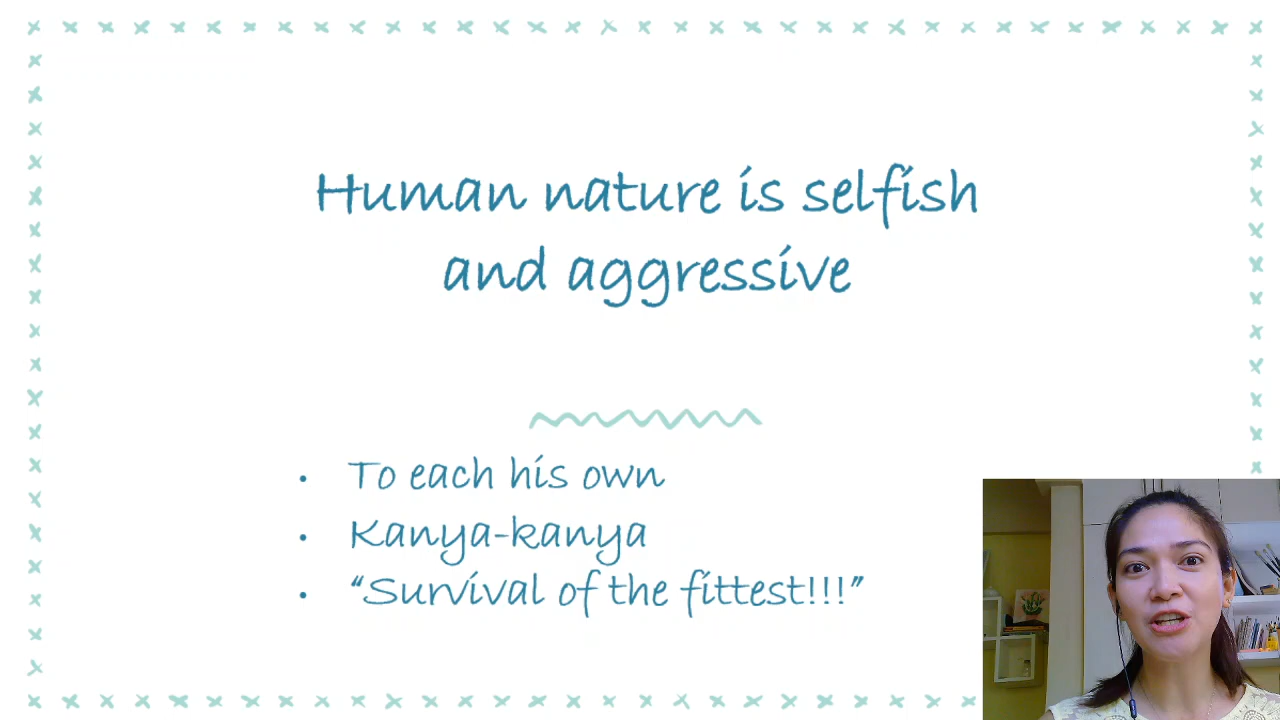 Human nature is selfish
and aggressive
• To each his own
• Kanya-kanya
• “Survival of the fittest!!!”